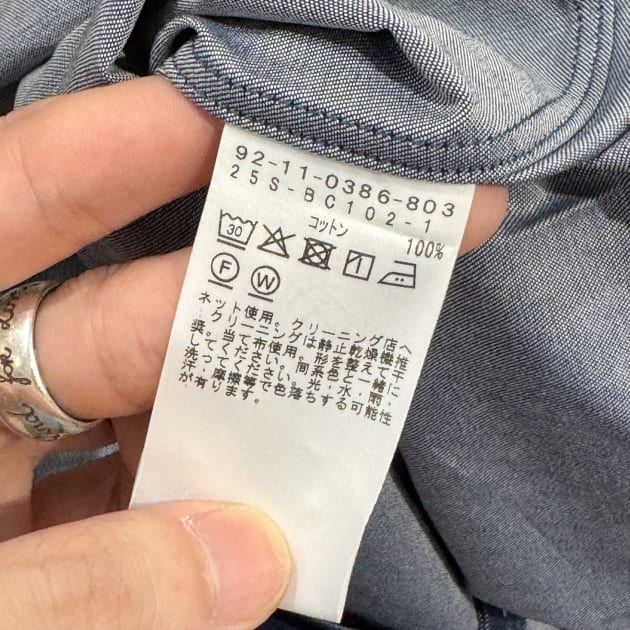 92-11-0386-803
25S-BC102-1
コットン
100%
30
F W
ネット使用。クリーニング店へ
クリーニングは静止乾燥機推
奨。当て布使用。形を整えて干
してください。同系色と一緒に
洗ってください。光・水・雨・
汗・摩擦等で色落ちする可能性
が有ります。
for